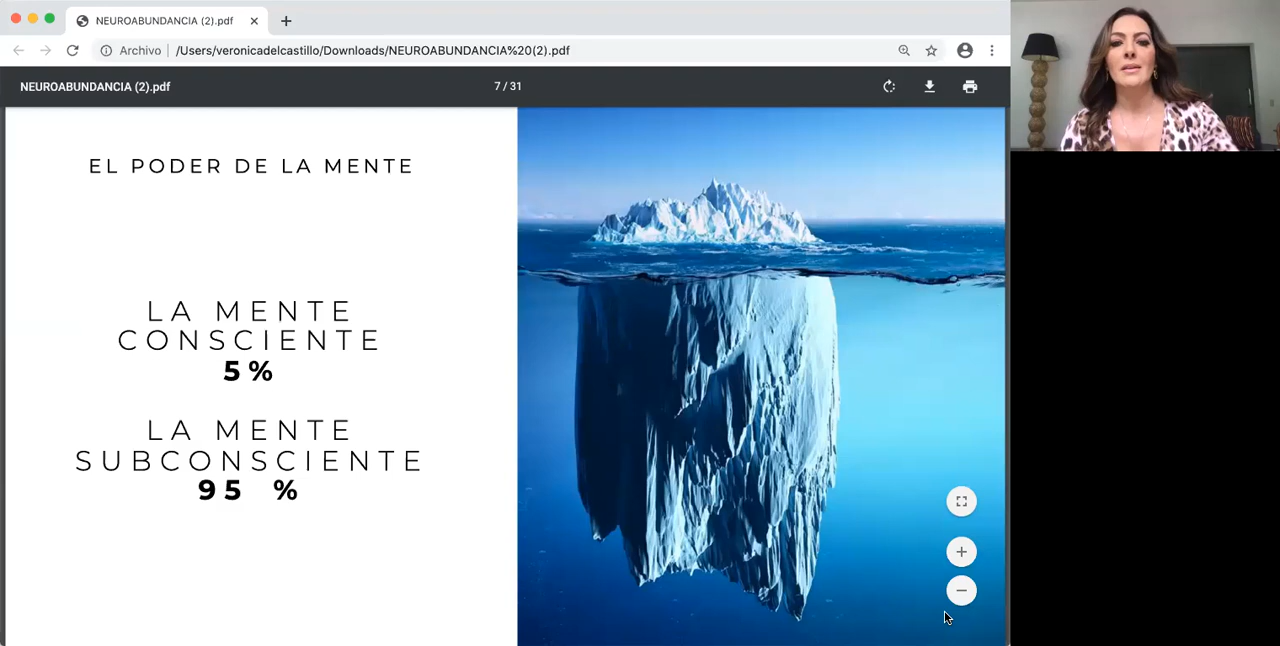 NEUROABUNDANCIA (2).pdf
Archivo | /Users/veronicadelcastillo/Downloads/NEUROABUNDANCIA%20(2).pdf
NEUROABUNDANCIA (2).pdf 7 / 31
EL PODER DE LA MENTE
LA MENTE
CONSCIENTE
5%
LA MENTE
SUBCONSCIENTE
95 %